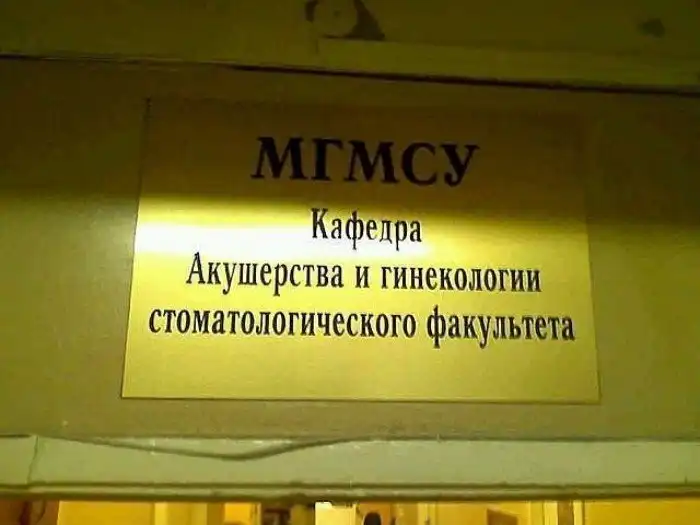 МГМСУ
Кафедра
Акушерства и гинекологии
стоматологического факультета